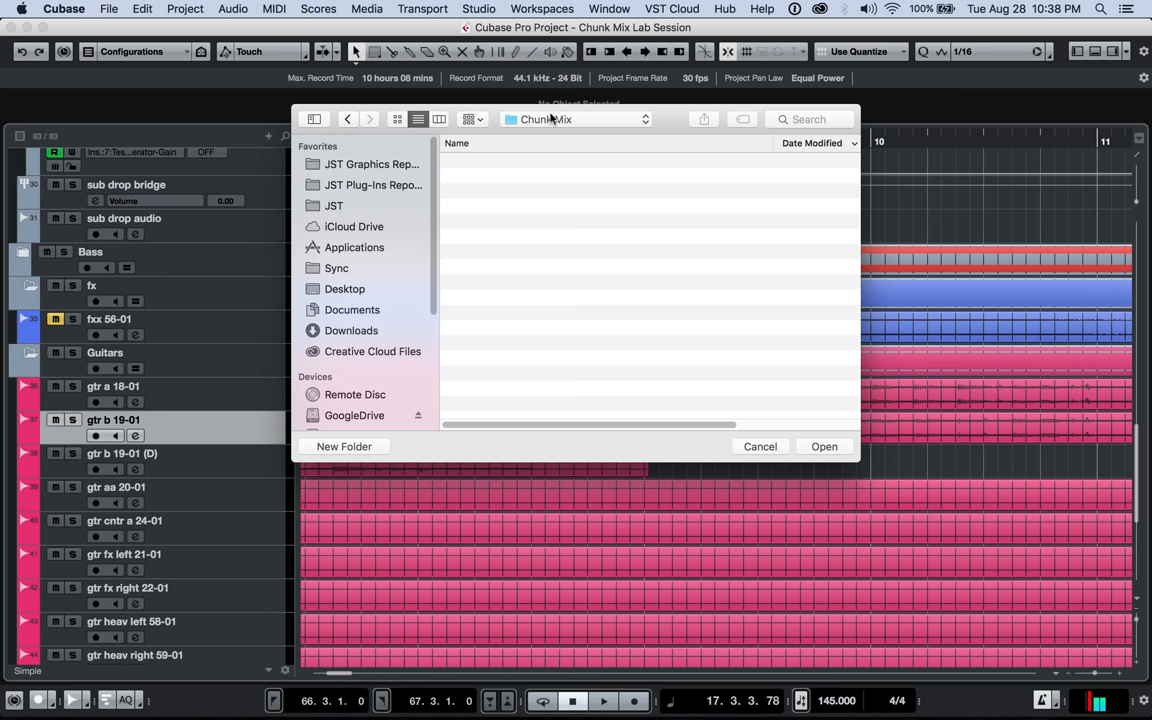 Cubase File Edit Project Audio MIDI Scores Media Transport Studio Workspaces Window VST Cloud Hub Help 100% Tue Aug 28 10:38 PM
Cubase Pro Project - Chunk Mix Lab Session
Configurations Touch Use Quantize 1/16
Max. Record Time 10 hours 08 mins Record Format 44.1 kHz - 24 Bit Project Frame Rate 30 fps Project Pan Law Equal Power
No Object Selected
Chunk Mix Search
83 / 83
10 11
R W Ins.:7:Tes...erator-Gain OFF
Favorites Name Date Modified
JST Graphics Rep...
30 m S sub drop bridge
JST Plug-Ins Repo...
e Volume 0.00
JST
31 m S sub drop audio
iCloud Drive
e
m S Bass
Applications
Sync
m S fx
Desktop
35 m S fxx 56-01
Documents
Downloads
e
m S Guitars
Creative Cloud Files
Devices
36 m S gtr a 18-01
Remote Disc
e
37 m S gtr b 19-01
GoogleDrive
e
New Folder Cancel Open
38 m S gtr b 19-01 (D)
e
39 m S gtr aa 20-01
e
40 m S gtr cntr a 24-01
e
41 m S gtr fx left 21-01
e
42 m S gtr fx right 22-01
e
43 m S gtr heav left 58-01
e
44 m S gtr heav right 59-01
Simple
AQ 66. 3. 1. 0 67. 3. 1. 0 17. 3. 3. 78 145.000 4/4